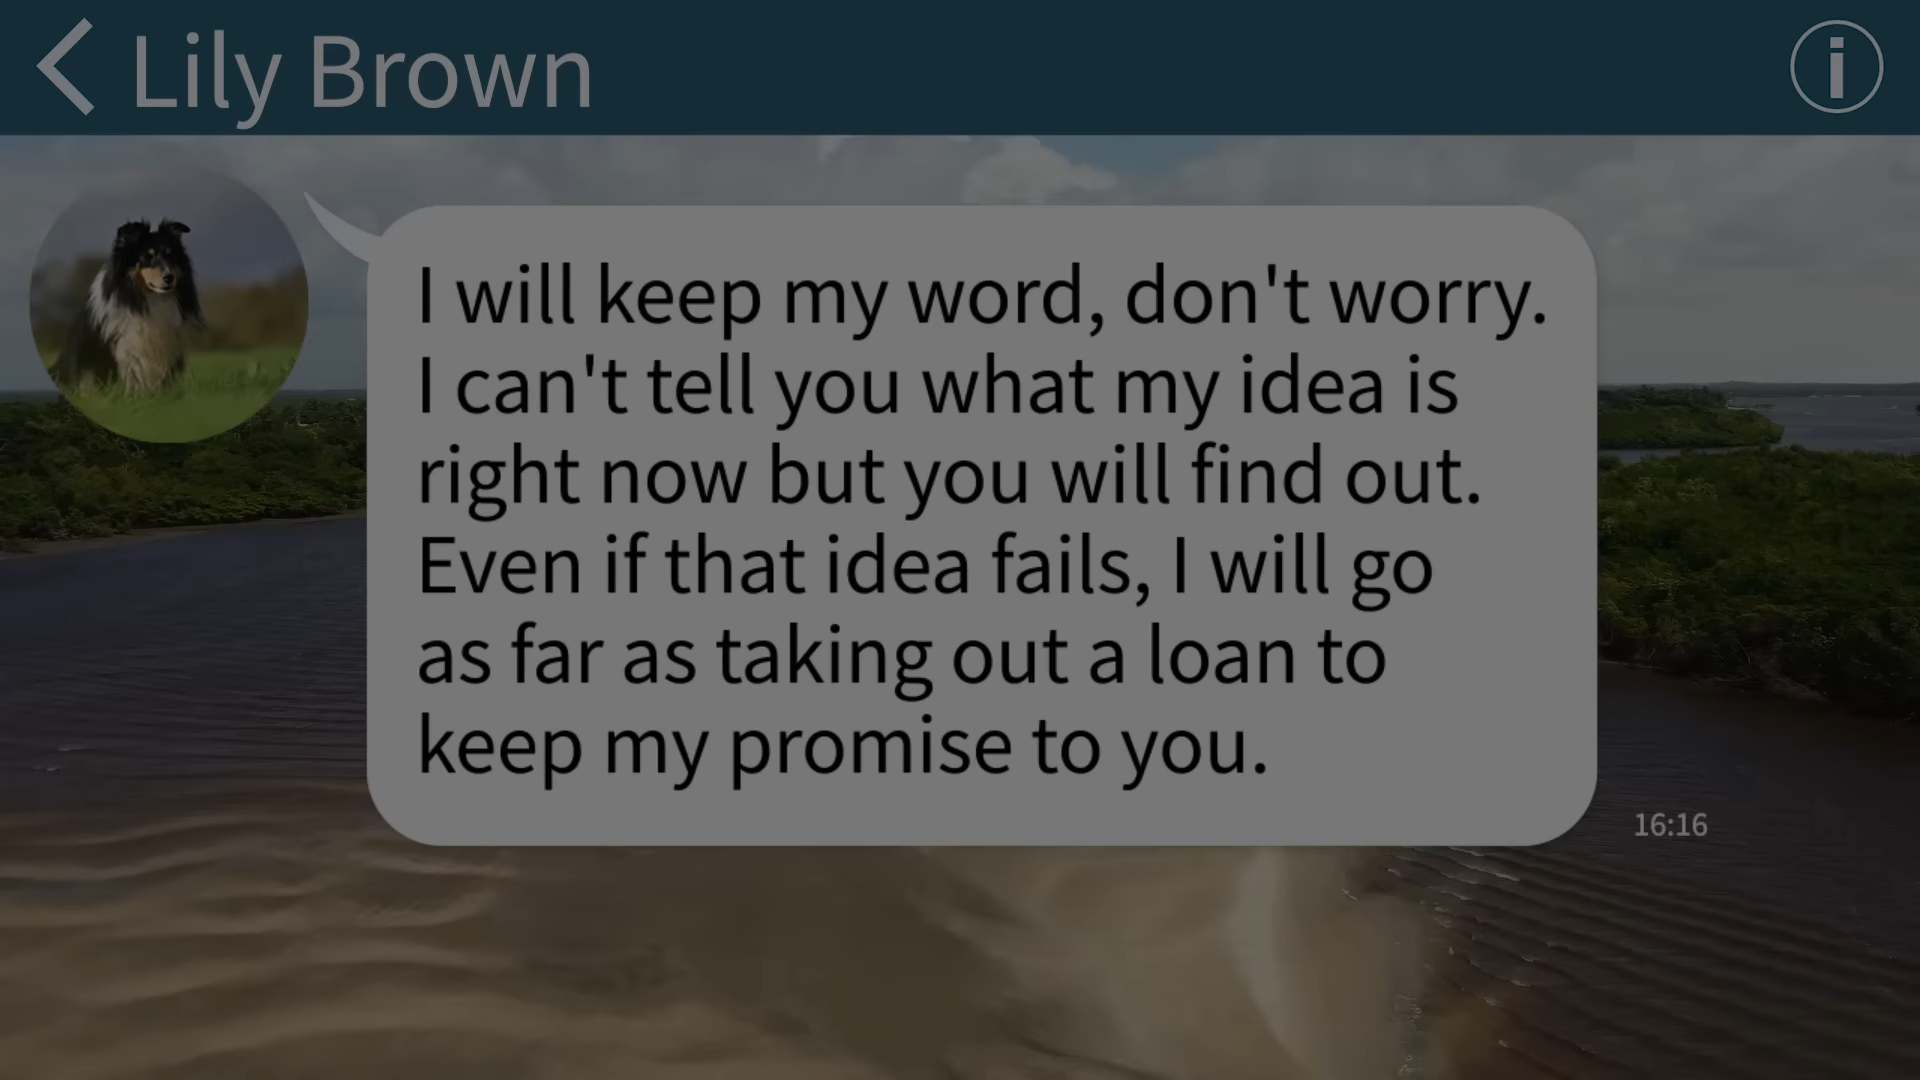 Lily Brown
I will keep my word, don't worry.
I can't tell you what my idea is
right now but you will find out.
Even if that idea fails, I will go
as far as taking out a loan to
keep my promise to you.
16:16